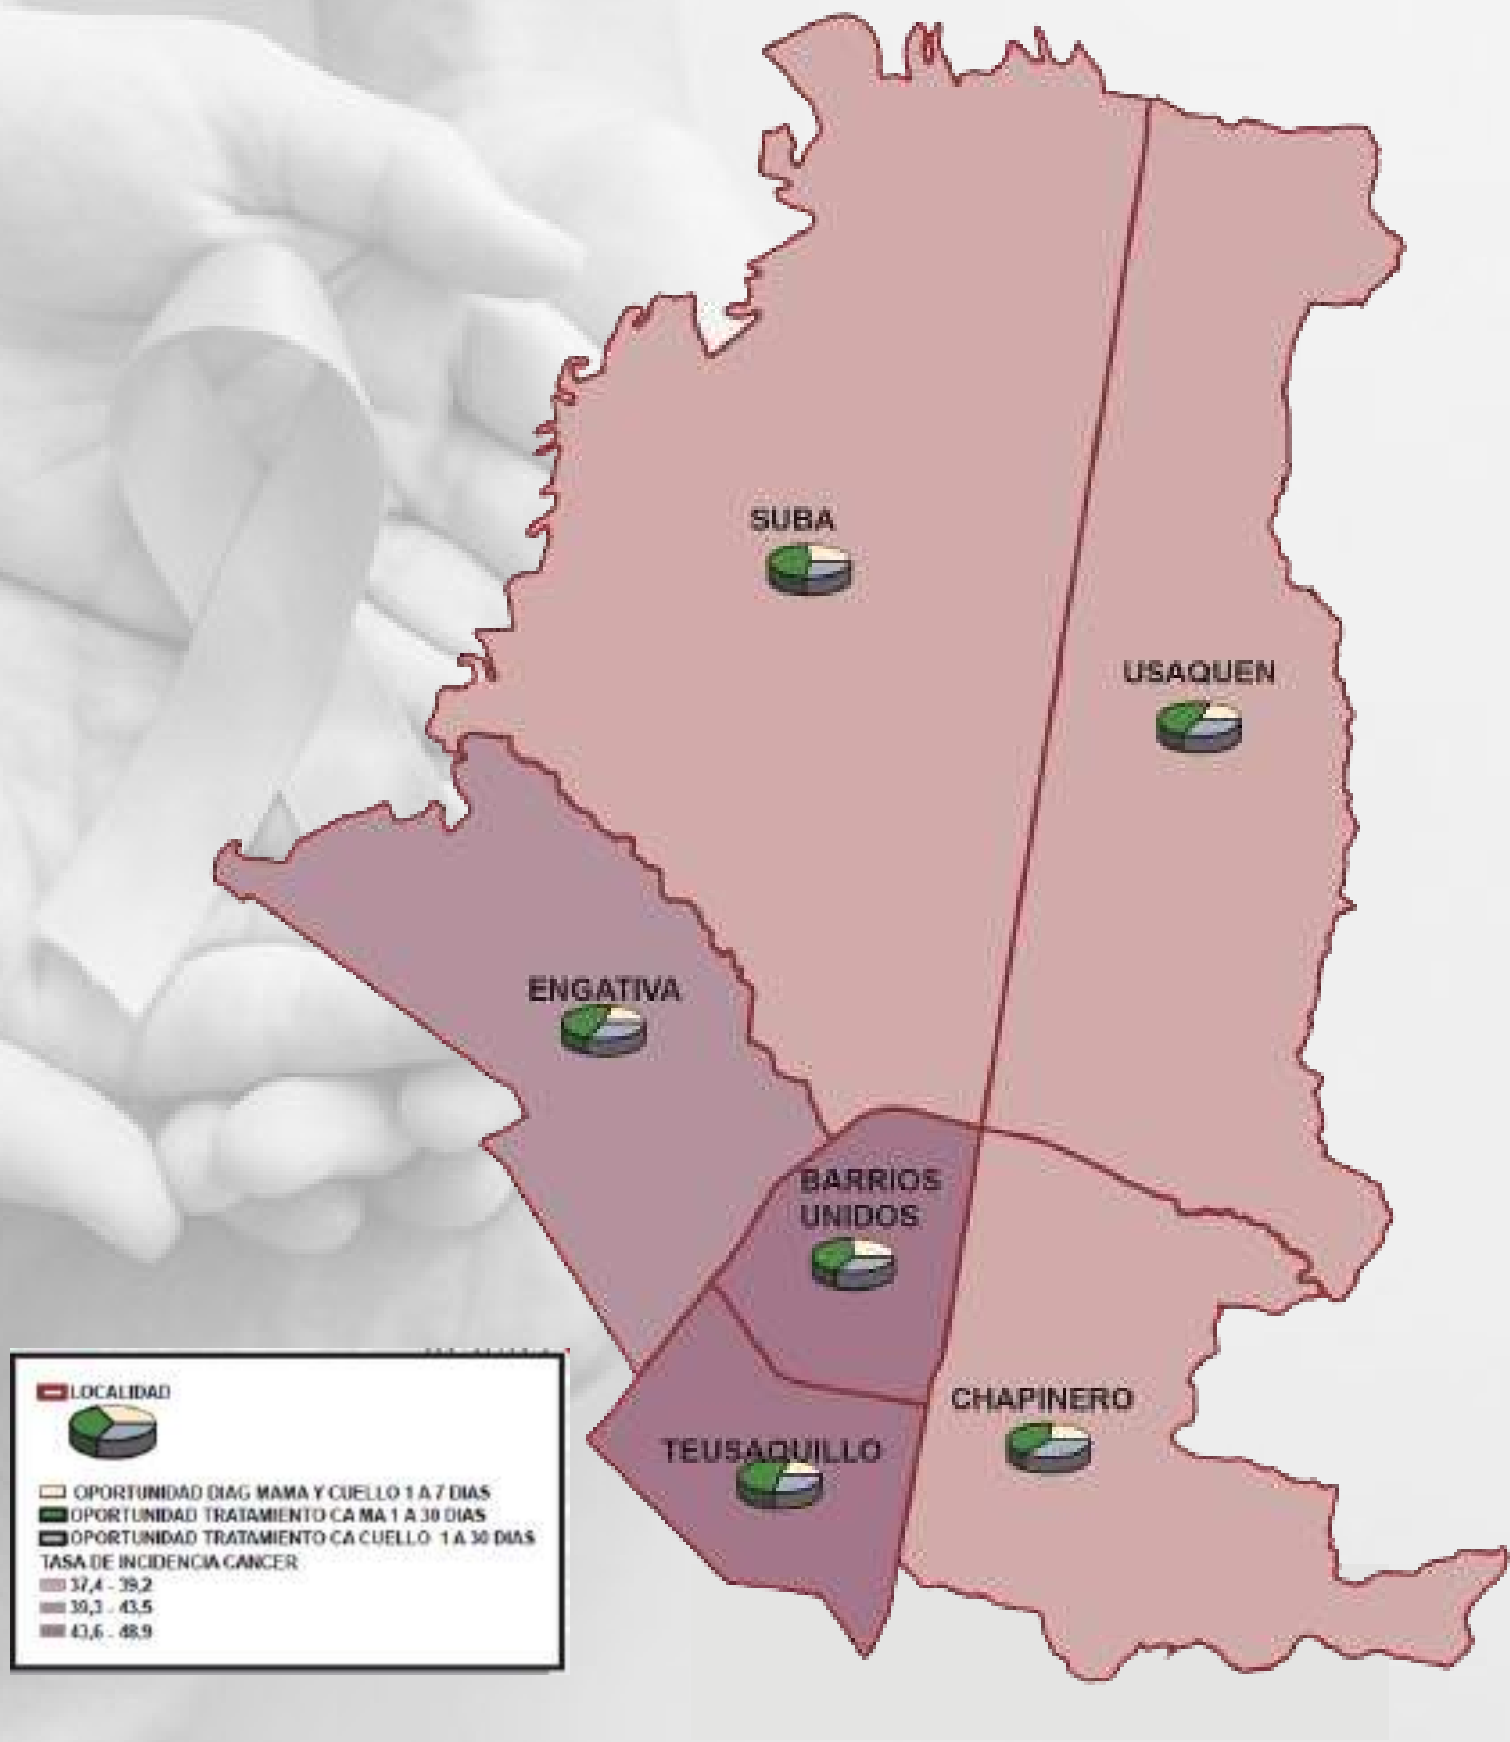 SUBA
USAQUEN
ENGATIVA
BARRIOS
UNIDOS
CHAPINERO
TEUSAQUILLO
LOCALIDAD
OPORTUNIDAD DIAG MAMA Y CUELLO 1 A 7 DIAS
OPORTUNIDAD TRATAMIENTO CA MA 1 A 30 DIAS
OPORTUNIDAD TRATAMIENTO CA CUELLO 1 A 30 DIAS
TASA DE INCIDENCIA CANCER
37,4 - 39,2
39,3 - 43,5
43,6 - 48,9